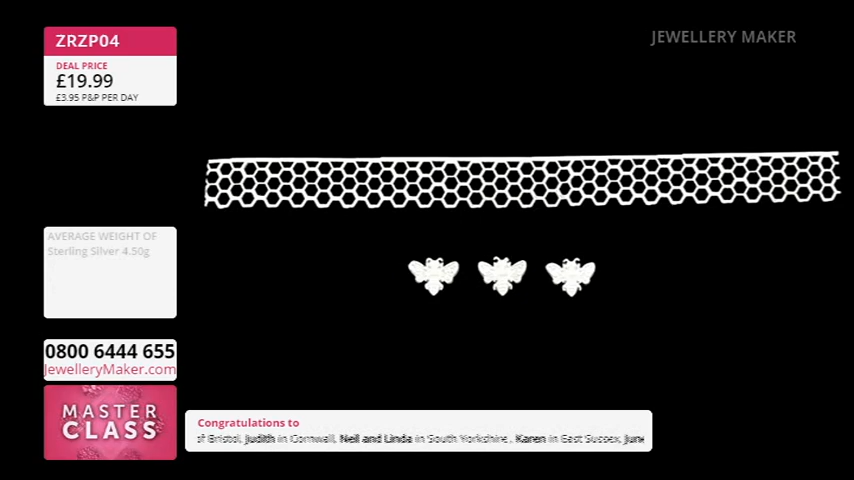 ZRZP04
DEAL PRICE
£19.99
£3.95 P&P PER DAY
JEWELLERY MAKER
AVERAGE WEIGHT OF
Sterling Silver 4.50g
0800 6444 655
JewelleryMaker.com
MASTER
CLASS
Congratulations to
of Bristol, Judith in Cornwall, Neil and Linda in South Yorkshire, Karen in East Sussex, June